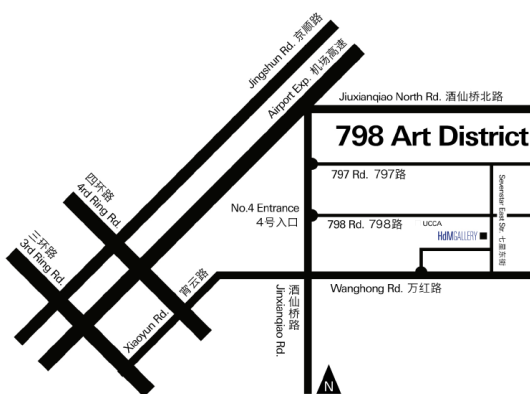 Jingshun Rd. 京顺路
Airport Exp. 机场高速
Jiuxianqiao North Rd. 酒仙桥北路
798 Art District
797 Rd. 797路
四环路
4rd Ring Rd.
No.4 Entrance
4号入口
798 Rd. 798路
UCCA
HdMGALLERY
Sevenstar East Str. 七星东街
三环路
3rd Ring Rd.
Xiaoyun Rd. 宵云路
酒仙桥路
Jinxianqiao Rd.
Wanghong Rd. 万红路
N